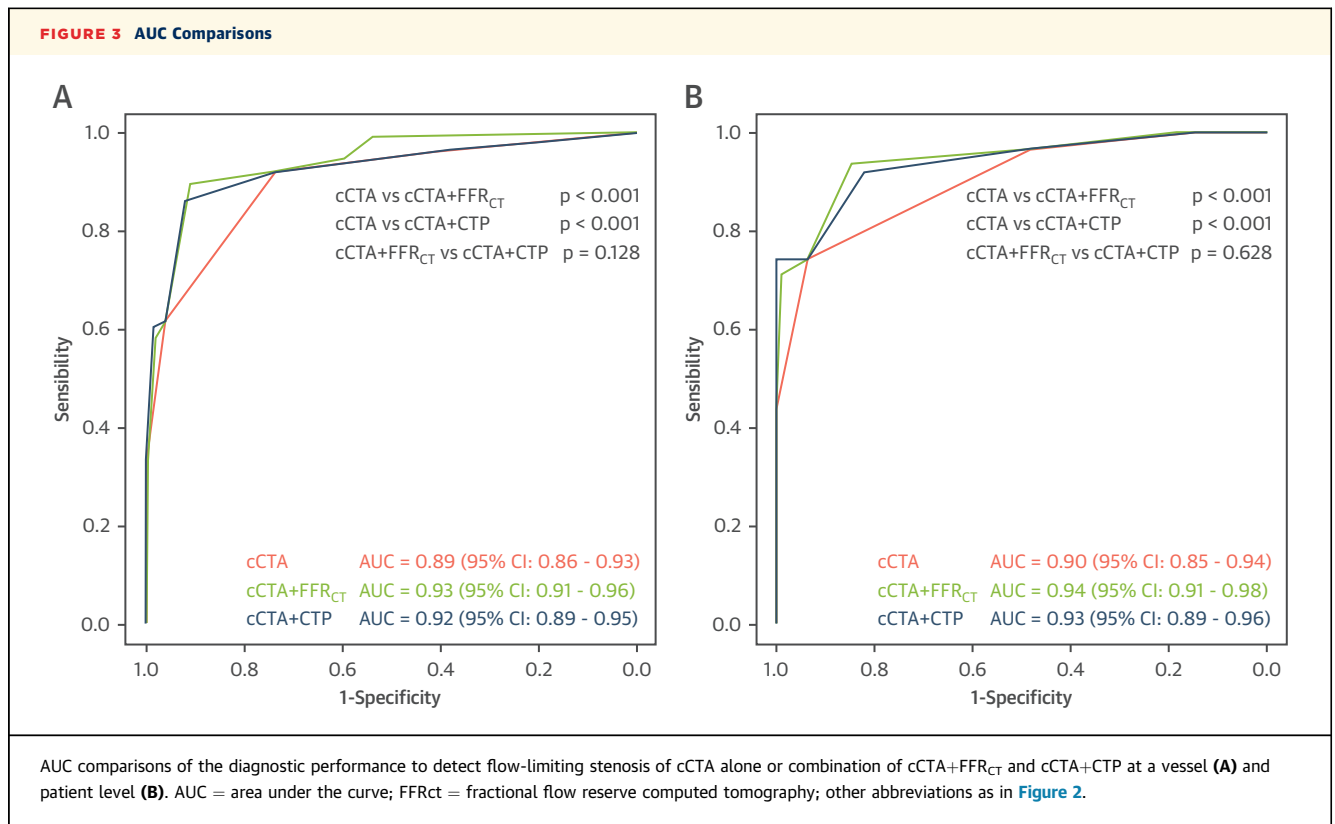 FIGURE 3 AUC Comparisons
A
1.0
0.8
0.6
0.4
0.2
0.0
Sensibility
cCTA vs cCTA+FFRCT p < 0.001
cCTA vs cCTA+CTP p < 0.001
cCTA+FFRCT vs cCTA+CTP p = 0.128
cCTA AUC = 0.89 (95% CI: 0.86 - 0.93)
cCTA+FFRCT AUC = 0.93 (95% CI: 0.91 - 0.96)
cCTA+CTP AUC = 0.92 (95% CI: 0.89 - 0.95)
1.0 0.8 0.6 0.4 0.2 0.0
1-Specificity
B
1.0
0.8
0.6
0.4
0.2
0.0
Sensibility
cCTA vs cCTA+FFRCT p < 0.001
cCTA vs cCTA+CTP p < 0.001
cCTA+FFRCT vs cCTA+CTP p = 0.628
cCTA AUC = 0.90 (95% CI: 0.85 - 0.94)
cCTA+FFRCT AUC = 0.94 (95% CI: 0.91 - 0.98)
cCTA+CTP AUC = 0.93 (95% CI: 0.89 - 0.96)
1.0 0.8 0.6 0.4 0.2 0.0
1-Specificity
AUC comparisons of the diagnostic performance to detect flow-limiting stenosis of cCTA alone or combination of cCTA+FFRCT and cCTA+CTP at a vessel (A) and
patient level (B). AUC = area under the curve; FFRct = fractional flow reserve computed tomography; other abbreviations as in Figure 2.